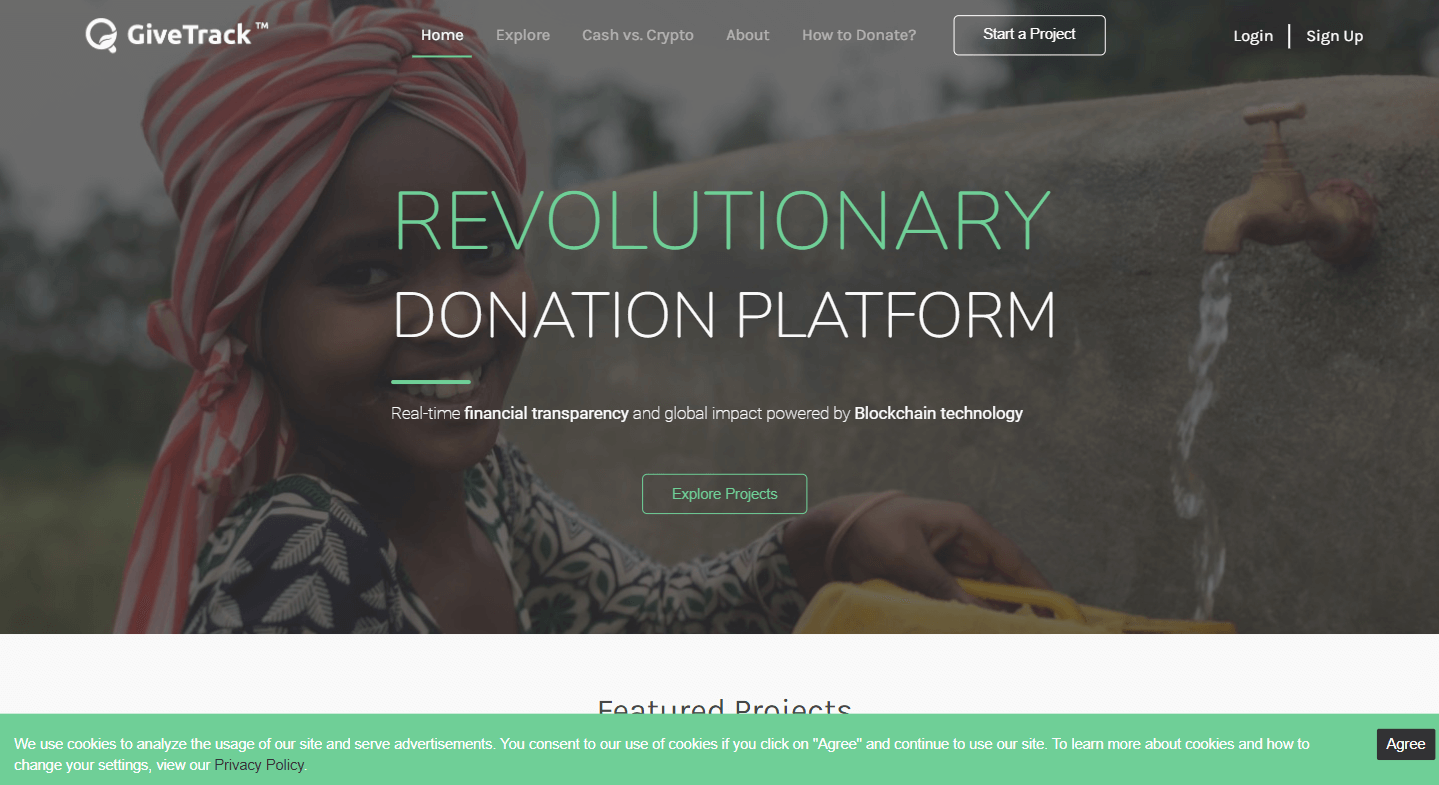 GiveTrack™
Home
Explore
Cash vs. Crypto
About
How to Donate?
Start a Project
Login
Sign Up
REVOLUTIONARY
DONATION PLATFORM
Real-time financial transparency and global impact powered by Blockchain technology
Explore Projects
Featured Projects
We use cookies to analyze the usage of our site and serve advertisements. You consent to our use of cookies if you click on "Agree" and continue to use our site. To learn more about cookies and how to
change your settings, view our Privacy Policy.
Agree